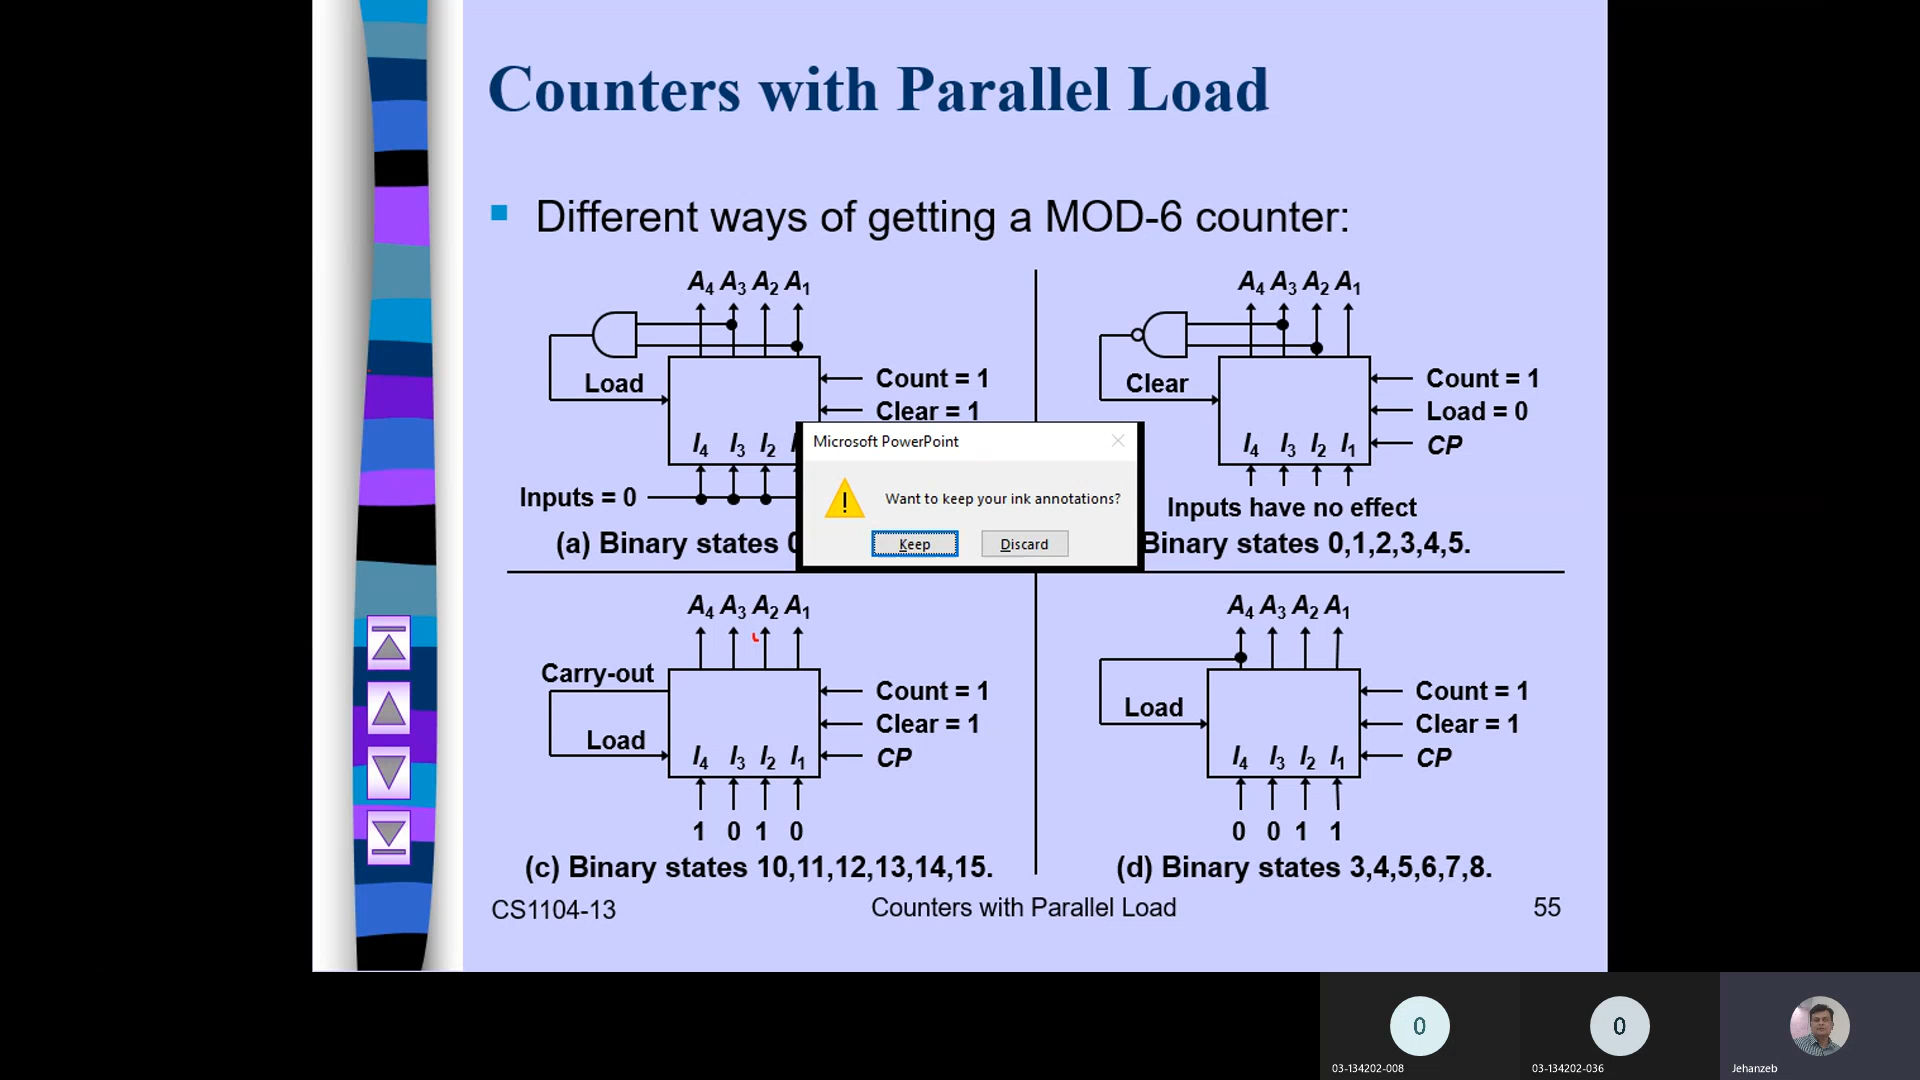 Counters with Parallel Load
Different ways of getting a MOD-6 counter:
A4 A3 A2 A1
Load
Count = 1
Clear = 1
I4 I3 I2
Inputs = 0
(a) Binary states
A4 A3 A2 A1
Clear
Count = 1
Load = 0
CP
I4 I3 I2 I1
Inputs have no effect
Binary states 0,1,2,3,4,5.
Microsoft PowerPoint
Want to keep your ink annotations?
Keep
Discard
A4 A3 A2 A1
Carry-out
Load
Count = 1
Clear = 1
CP
I4 I3 I2 I1
1 0 1 0
(c) Binary states 10,11,12,13,14,15.
A4 A3 A2 A1
Load
Count = 1
Clear = 1
CP
I4 I3 I2 I1
0 0 1 1
(d) Binary states 3,4,5,6,7,8.
CS1104-13
Counters with Parallel Load
55
0
03-134202-008
0
03-134202-036
Jehanzeb